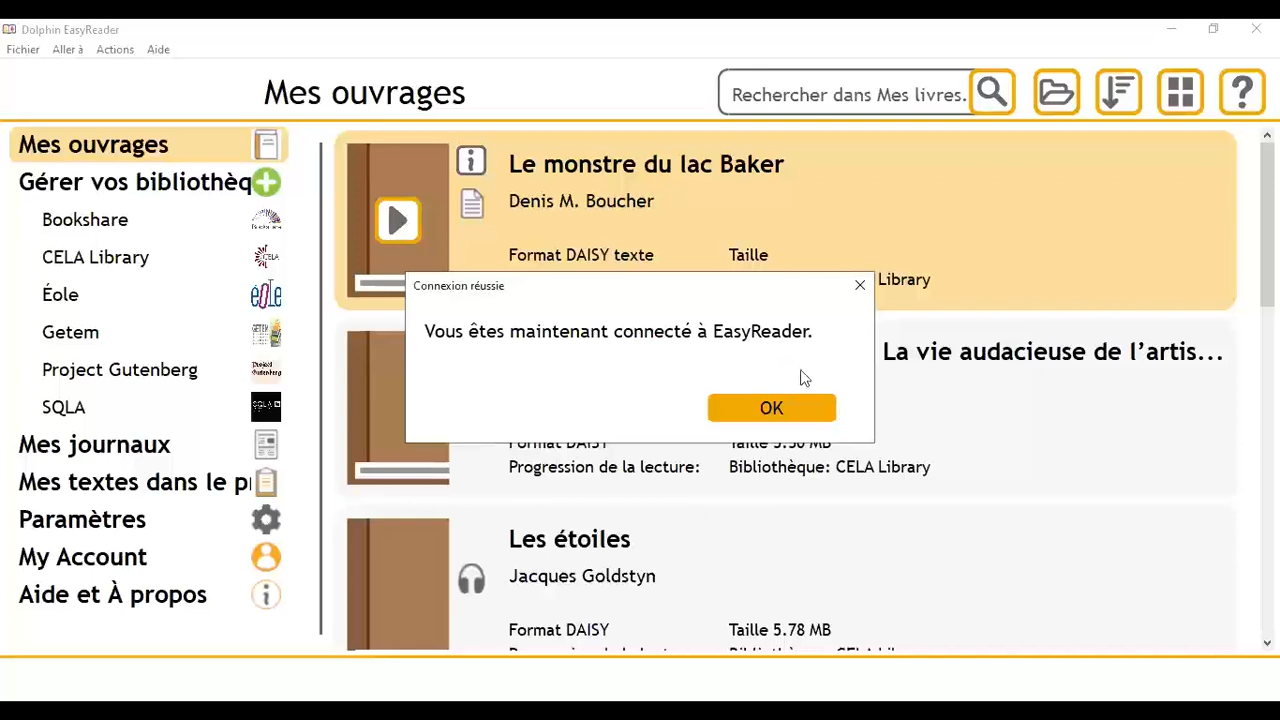 Dolphin EasyReader
Fichier Aller à Actions Aide
Mes ouvrages
Rechercher dans Mes livres.
Mes ouvrages
Gérer vos bibliothèq
Bookshare
CELA Library
Éole
Getem
Project Gutenberg
SQLA
Mes journaux
Mes textes dans le pr
Paramètres
My Account
Aide et À propos
Le monstre du lac Baker
Denis M. Boucher
Format DAISY texte Taille
Library
Connexion réussie
Vous êtes maintenant connecté à EasyReader.
OK
La vie audacieuse de l’artis...
Format DAISY Taille 5.50 MB
Progression de la lecture: Bibliothèque: CELA Library
Les étoiles
Jacques Goldstyn
Format DAISY Taille 5.78 MB